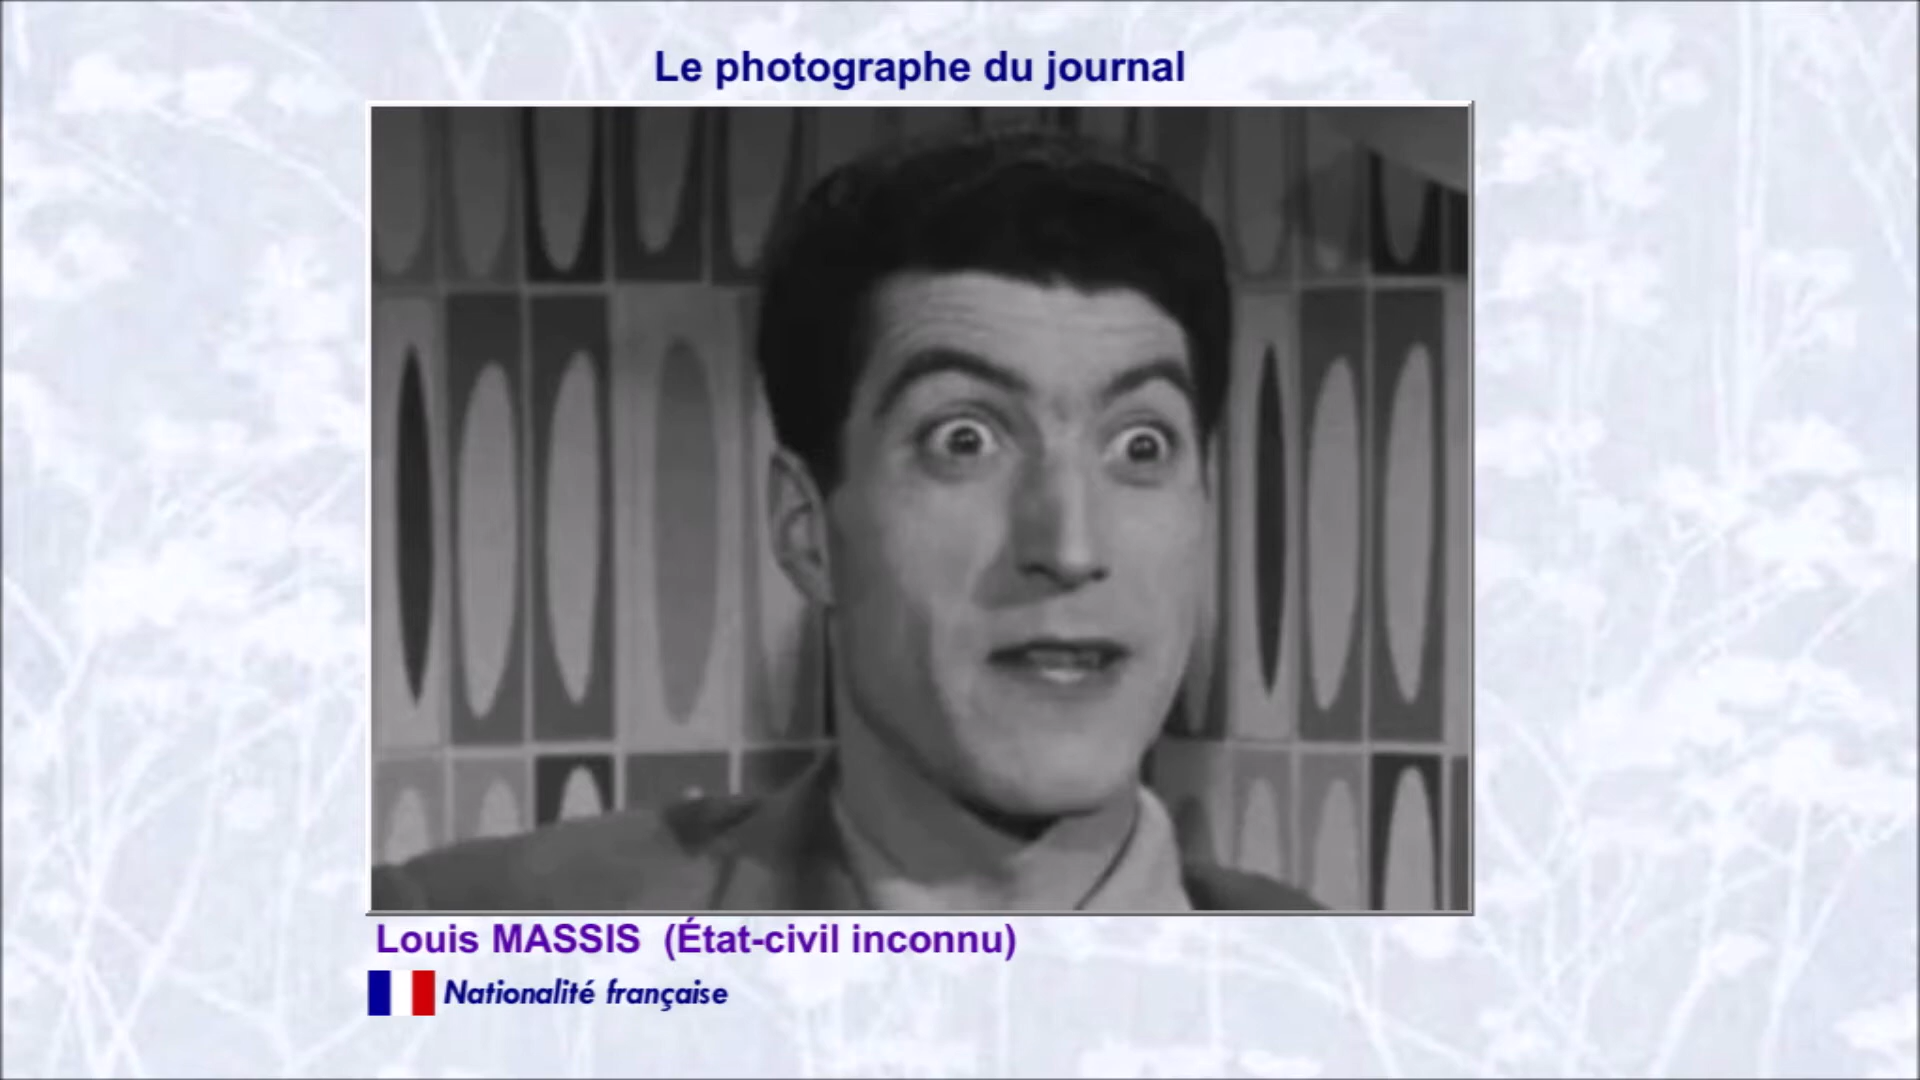 Le photographe du journal
Louis MASSIS (État-civil inconnu)
Nationalité française